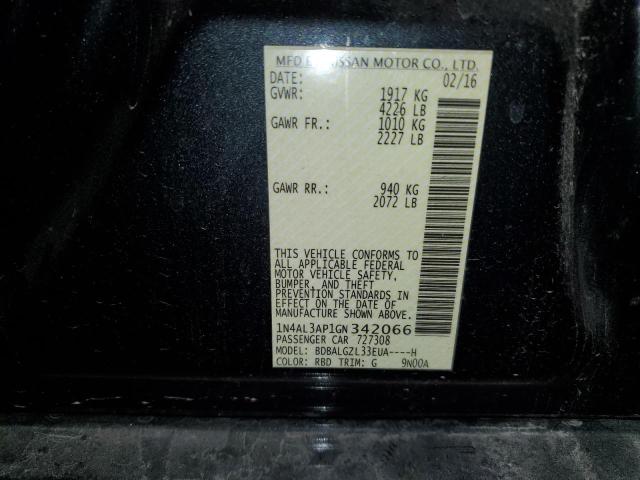 MFD BY NISSAN MOTOR CO., LTD.
DATE: 02/16
GVWR: 1917 KG
4226 LB
GAWR FR.: 1010 KG
2227 LB
GAWR RR.: 940 KG
2072 LB
THIS VEHICLE CONFORMS TO
ALL APPLICABLE FEDERAL
MOTOR VEHICLE SAFETY,
BUMPER, AND THEFT
PREVENTION STANDARDS IN
EFFECT ON THE DATE OF
MANUFACTURE SHOWN ABOVE.
1N4AL3AP1GN342066
PASSENGER CAR 727308
MODEL: BDBALGZL33EUA----H
COLOR: RBD TRIM: G 9N00A